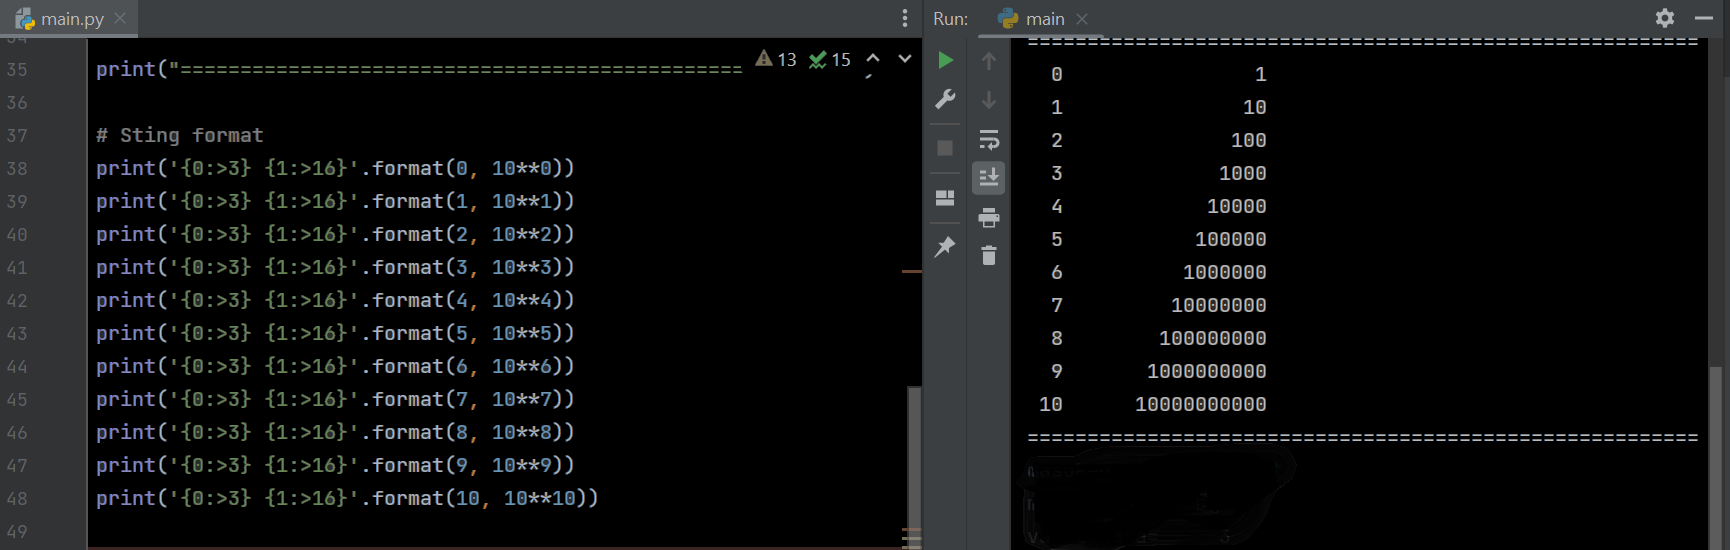 main.py
Run: main
13 15
34
35 print("===============================================
36
37 # Sting format
38 print('{0:>3} {1:>16}'.format(0, 10**0))
39 print('{0:>3} {1:>16}'.format(1, 10**1))
40 print('{0:>3} {1:>16}'.format(2, 10**2))
41 print('{0:>3} {1:>16}'.format(3, 10**3))
42 print('{0:>3} {1:>16}'.format(4, 10**4))
43 print('{0:>3} {1:>16}'.format(5, 10**5))
44 print('{0:>3} {1:>16}'.format(6, 10**6))
45 print('{0:>3} {1:>16}'.format(7, 10**7))
46 print('{0:>3} {1:>16}'.format(8, 10**8))
47 print('{0:>3} {1:>16}'.format(9, 10**9))
48 print('{0:>3} {1:>16}'.format(10, 10**10))
49
========================================================
0 1
1 10
2 100
3 1000
4 10000
5 100000
6 1000000
7 10000000
8 100000000
9 1000000000
10 10000000000
========================================================